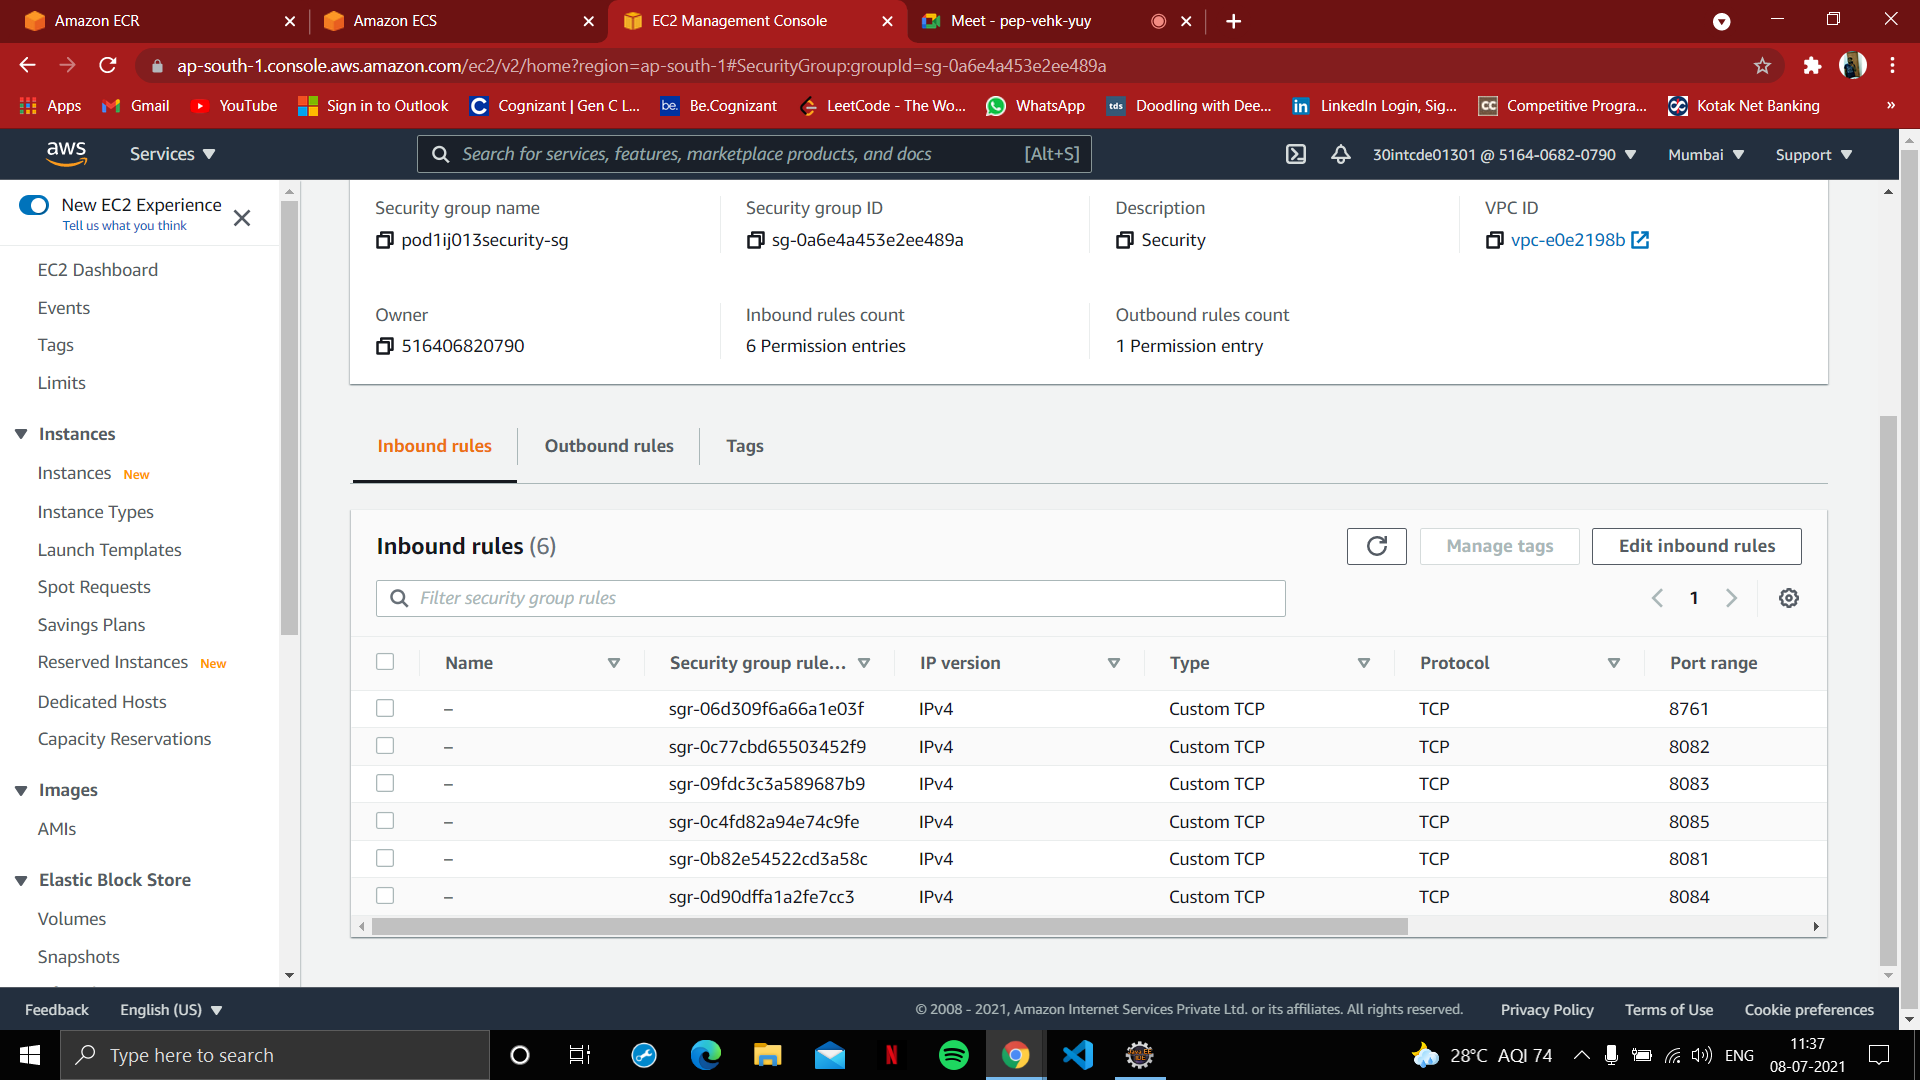 Amazon ECR
Amazon ECS
EC2 Management Console
Meet - pep-vehk-yuy
ap-south-1.console.aws.amazon.com/ec2/v2/home?region=ap-south-1#SecurityGroup:groupId=sg-0a6e4a453e2ee489a
Apps
Gmail
YouTube
Sign in to Outlook
Cognizant | Gen C L...
be. Be.Cognizant
LeetCode - The Wo...
WhatsApp
tds Doodling with Dee...
in LinkedIn Login, Sig...
CC Competitive Progra...
Kotak Net Banking
»
aws
Services
Search for services, features, marketplace products, and docs [Alt+S]
30intcde01301 @ 5164-0682-0790
Mumbai
Support
New EC2 Experience
Tell us what you think
EC2 Dashboard
Events
Tags
Limits
Instances
Instances New
Instance Types
Launch Templates
Spot Requests
Savings Plans
Reserved Instances New
Dedicated Hosts
Capacity Reservations
Images
AMIs
Elastic Block Store
Volumes
Snapshots
Security group name
pod1ij013security-sg
Security group ID
sg-0a6e4a453e2ee489a
Description
Security
VPC ID
vpc-e0e2198b
Owner
516406820790
Inbound rules count
6 Permission entries
Outbound rules count
1 Permission entry
Inbound rules
Outbound rules
Tags
Inbound rules (6)
Manage tags
Edit inbound rules
Filter security group rules
1
Name Security group rule... IP version Type Protocol Port range
– sgr-06d309f6a66a1e03f IPv4 Custom TCP TCP 8761
– sgr-0c77cbd65503452f9 IPv4 Custom TCP TCP 8082
– sgr-09fdc3c3a589687b9 IPv4 Custom TCP TCP 8083
– sgr-0c4fd82a94e74c9fe IPv4 Custom TCP TCP 8085
– sgr-0b82e54522cd3a58c IPv4 Custom TCP TCP 8081
– sgr-0d90dffa1a2fe7cc3 IPv4 Custom TCP TCP 8084
Feedback
English (US)
© 2008 - 2021, Amazon Internet Services Private Ltd. or its affiliates. All rights reserved.
Privacy Policy
Terms of Use
Cookie preferences
Type here to search
28°C AQI 74
ENG
11:37
08-07-2021